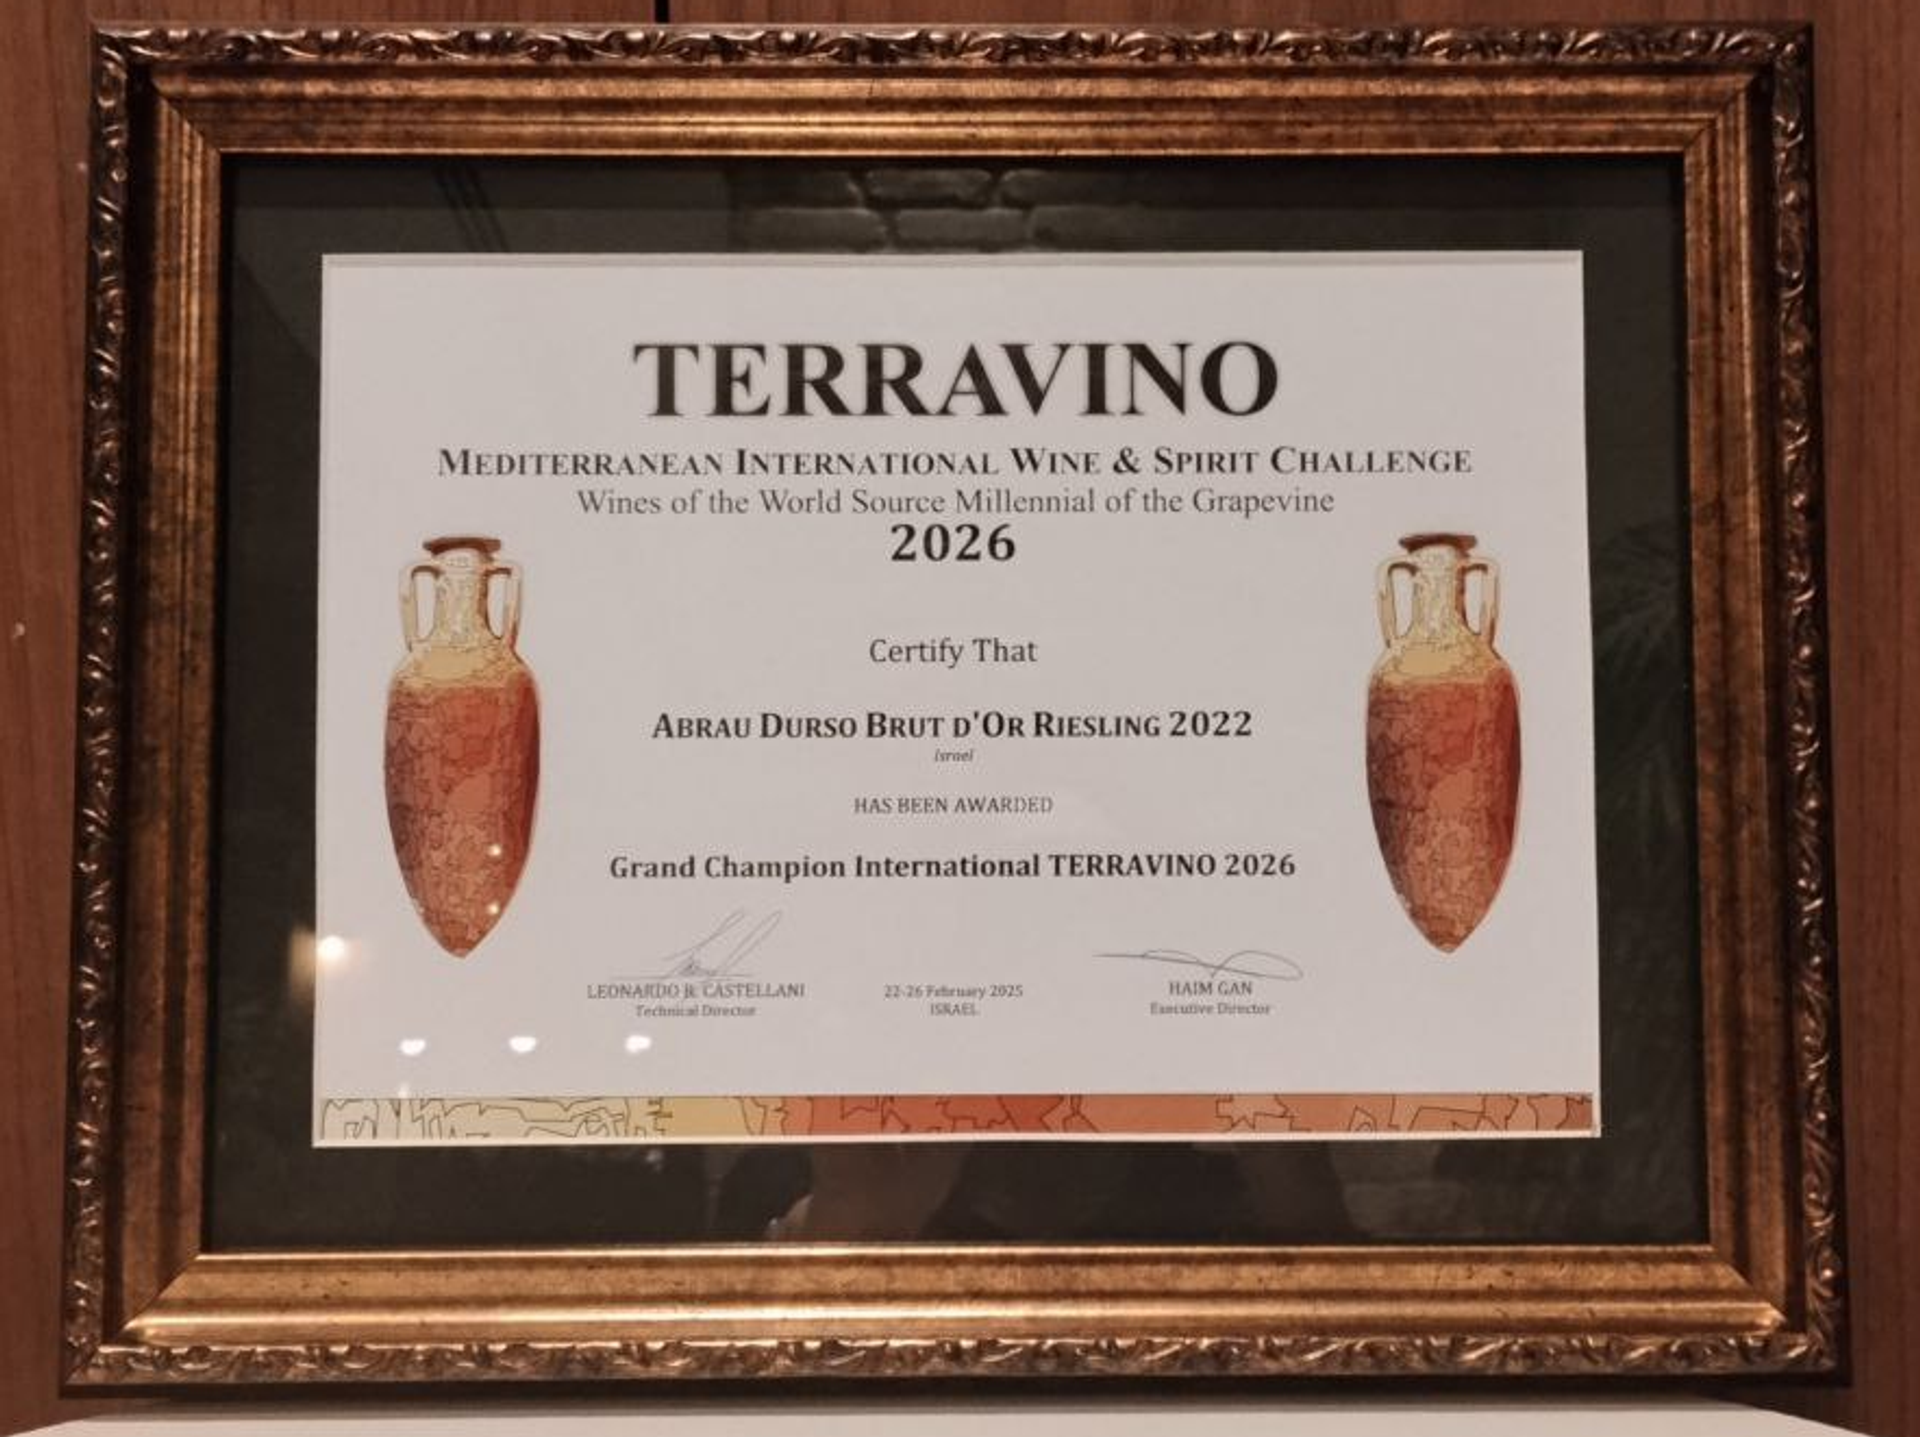 TERRAVINO
MEDITERRANEAN INTERNATIONAL WINE & SPIRIT CHALLENGE
Wines of the World Source Millennial of the Grapevine
2026
Certify That
ABRAU DURSO BRUT D'OR RIESLING 2022
Israel
HAS BEEN AWARDED
Grand Champion International TERRAVINO 2026
LEONARDO R. CASTELLANI
Technical Director
22-26 February 2025
ISRAEL
HAIM GAN
Executive Director